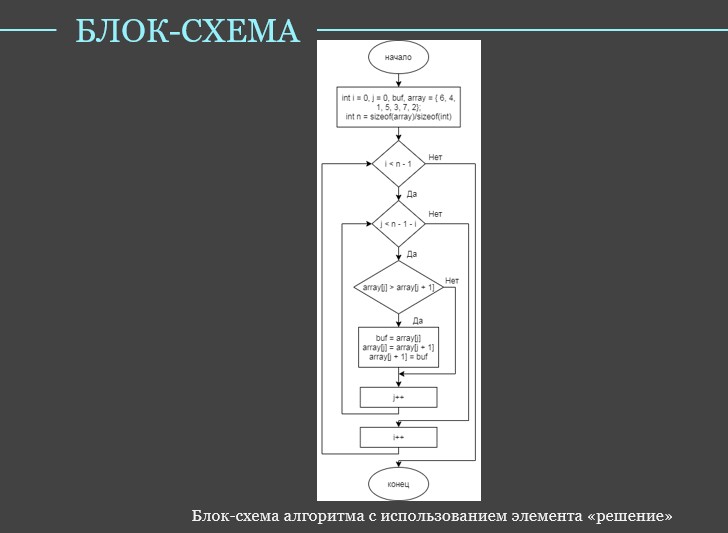 БЛОК-СХЕМА
начало
int i = 0, j = 0, buf, array = { 6, 4,
1, 5, 3, 7, 2};
int n = sizeof(array)/sizeof(int)
i < n - 1
Нет
Да
j < n - 1 - i
Нет
Да
array[j] > array[j + 1]
Нет
Да
buf = array[j]
array[j] = array[j + 1]
array[j + 1] = buf
j++
i++
конец
Блок-схема алгоритма с использованием элемента «решение»